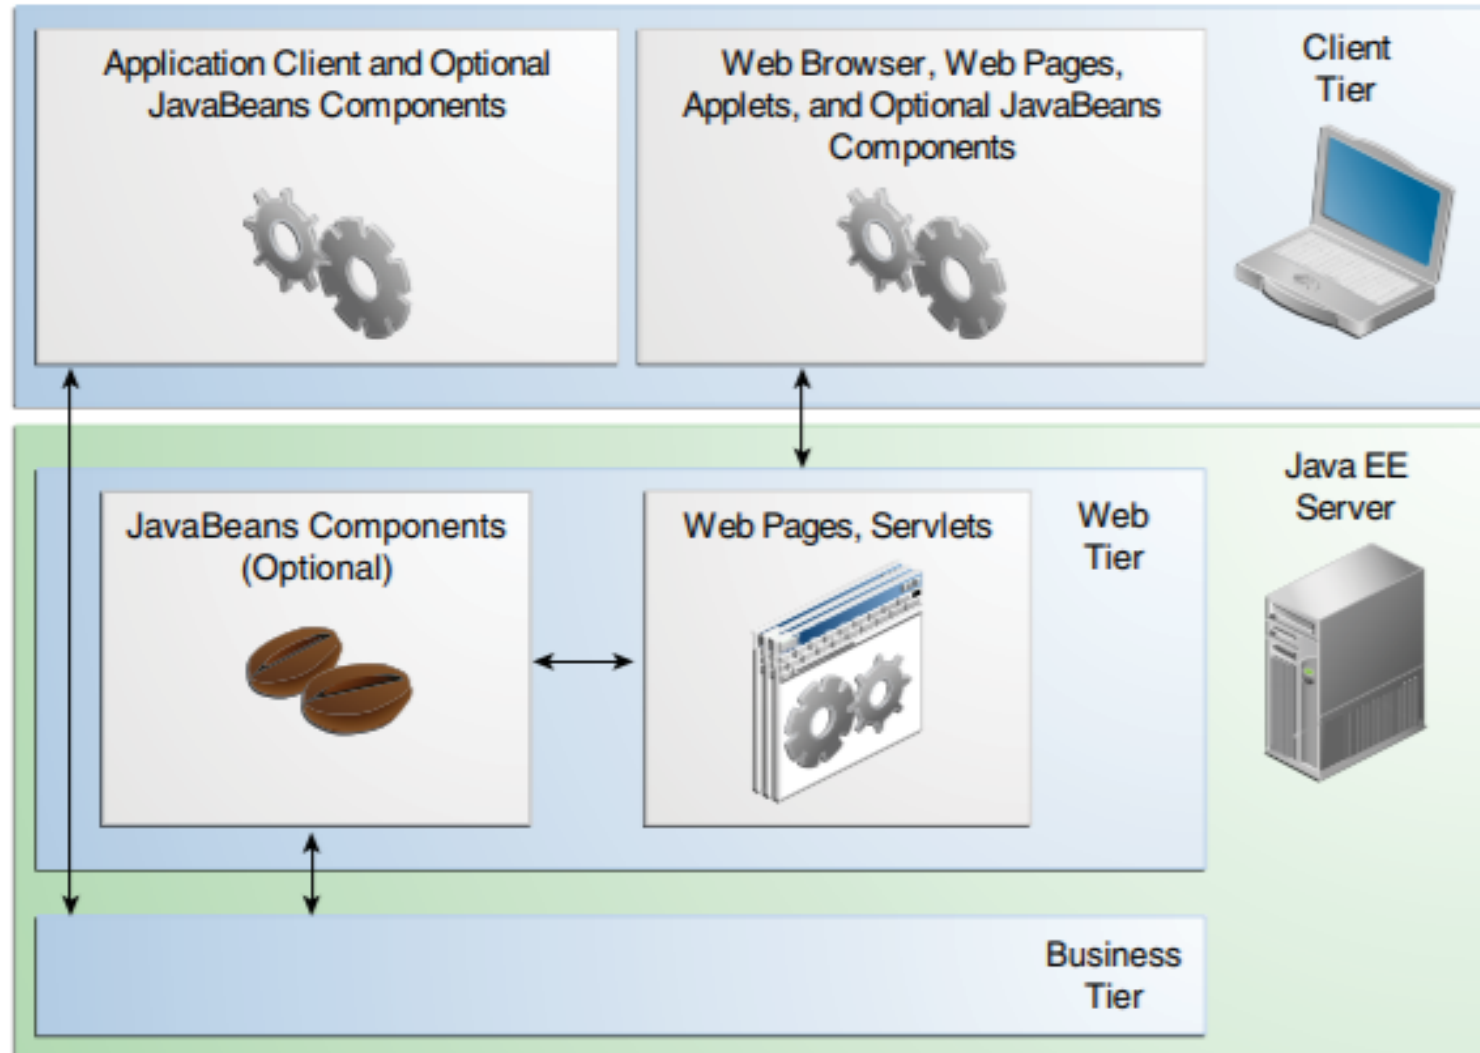 Application Client and Optional
JavaBeans Components
Web Browser, Web Pages,
Applets, and Optional JavaBeans
Components
Client
Tier
JavaBeans Components
(Optional)
Web Pages, Servlets
Web
Tier
Java EE
Server
Business
Tier